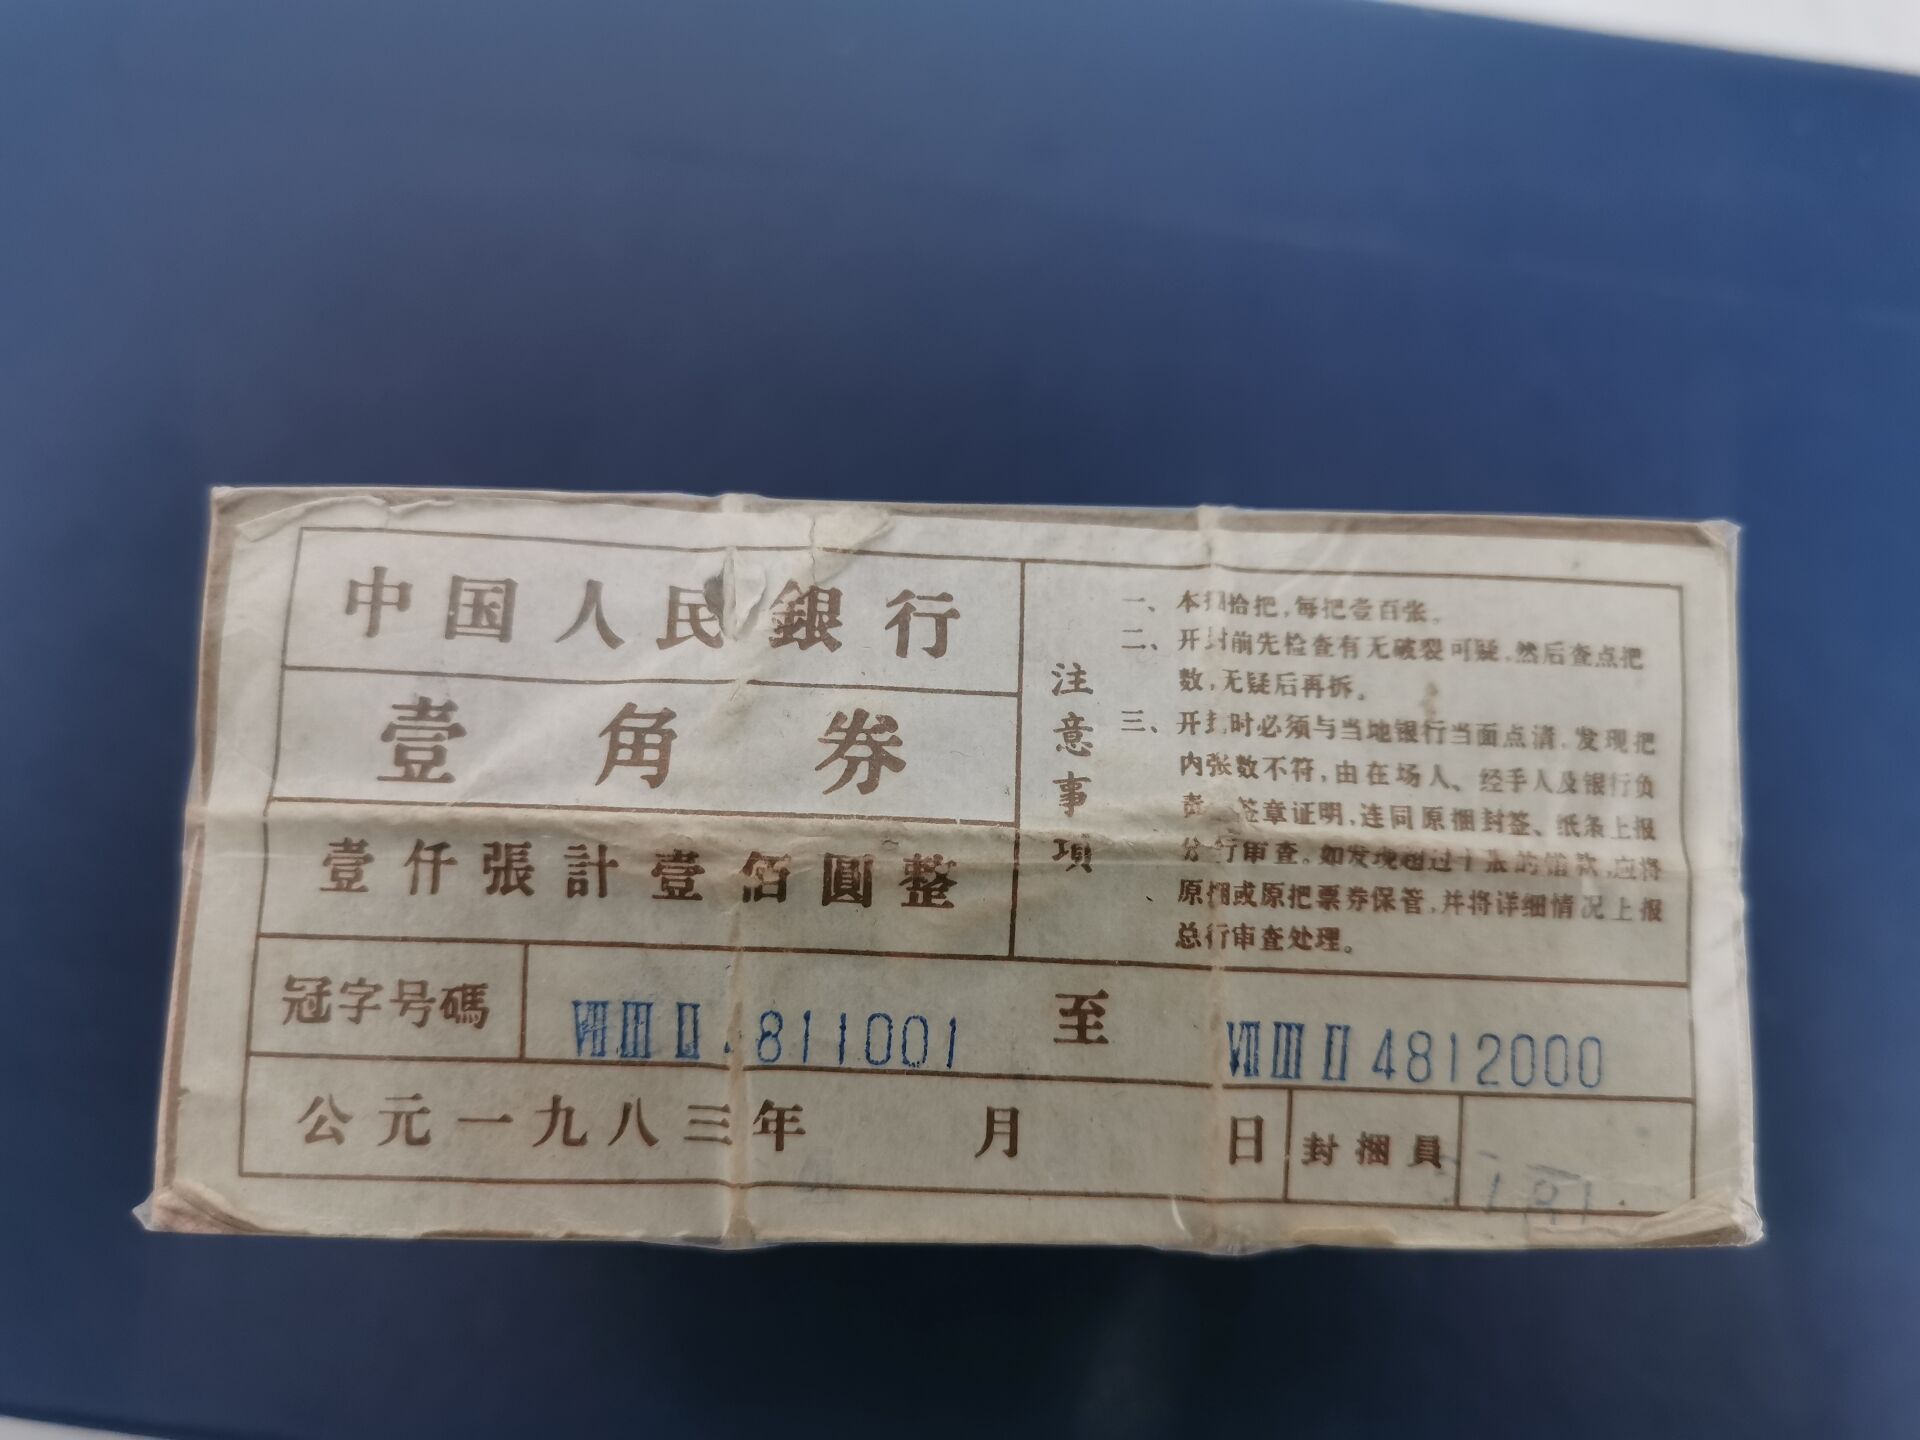 中国人民銀行
壹角券
壹仟張計壹佰圓整
注意事項
一、本捆拾把,每把壹百张。
二、开封前先检查有无破裂可疑,然后查点把
数,无疑后再拆。
三、开封时必须与当地银行当面点清,发现把
内张数不符,由在场人、经手人及银行负
责 签章证明,连同原捆封签、纸条上报
分行审查。如发现超过十张的错款,应将
原捆或原把票券保管,并将详细情况上报
总行审查处理。
冠字号碼 ⅧⅢⅡ 811001 至 ⅧⅢⅡ4812000
公元一九八三年 月 日 封捆員